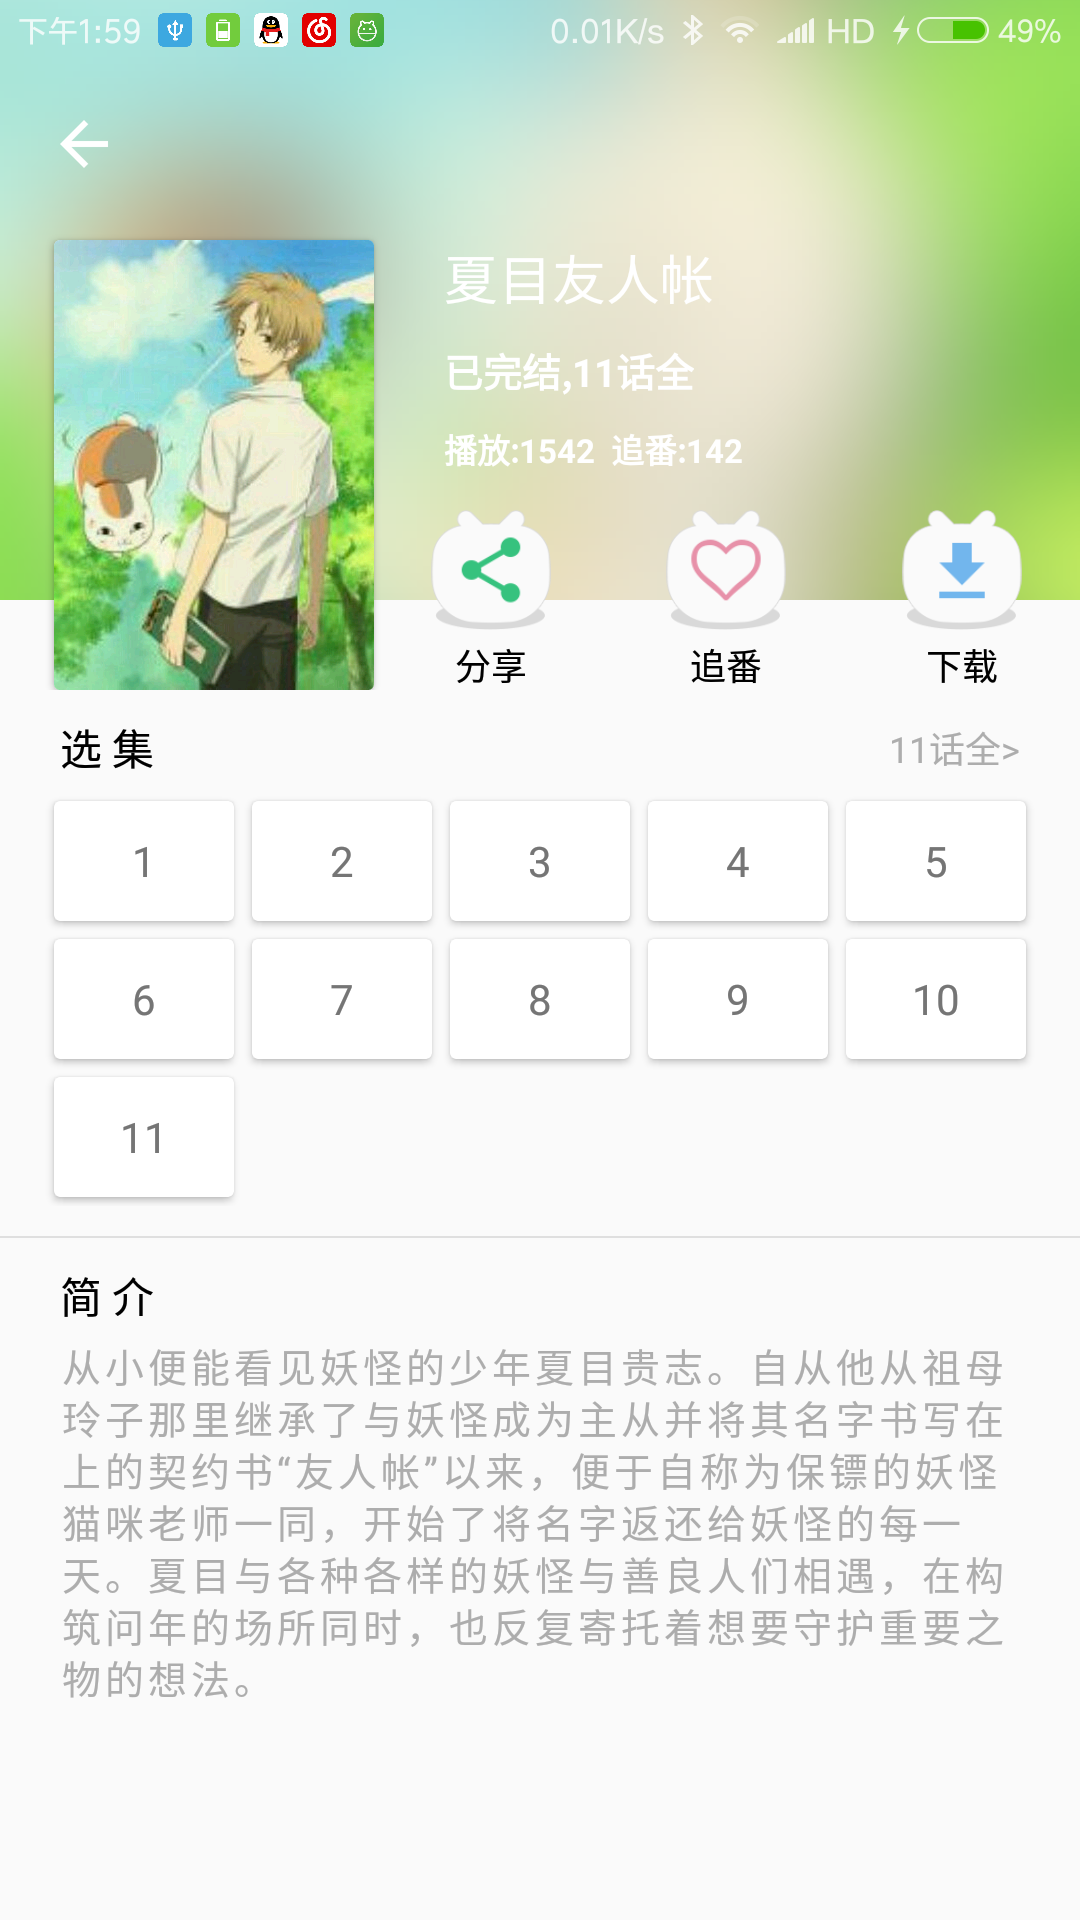 下午1:59 0.01K/s HD 49%
夏目友人帐
已完结,11话全
播放:1542 追番:142
分享 追番 下载
选 集 11话全>
1 2 3 4 5
6 7 8 9 10
11
简 介
从小便能看见妖怪的少年夏目贵志。自从他从祖母
玲子那里继承了与妖怪成为主从并将其名字书写在
上的契约书“友人帐”以来，便于自称为保镖的妖怪
猫咪老师一同，开始了将名字返还给妖怪的每一
天。夏目与各种各样的妖怪与善良人们相遇，在构
筑问年的场所同时，也反复寄托着想要守护重要之
物的想法。